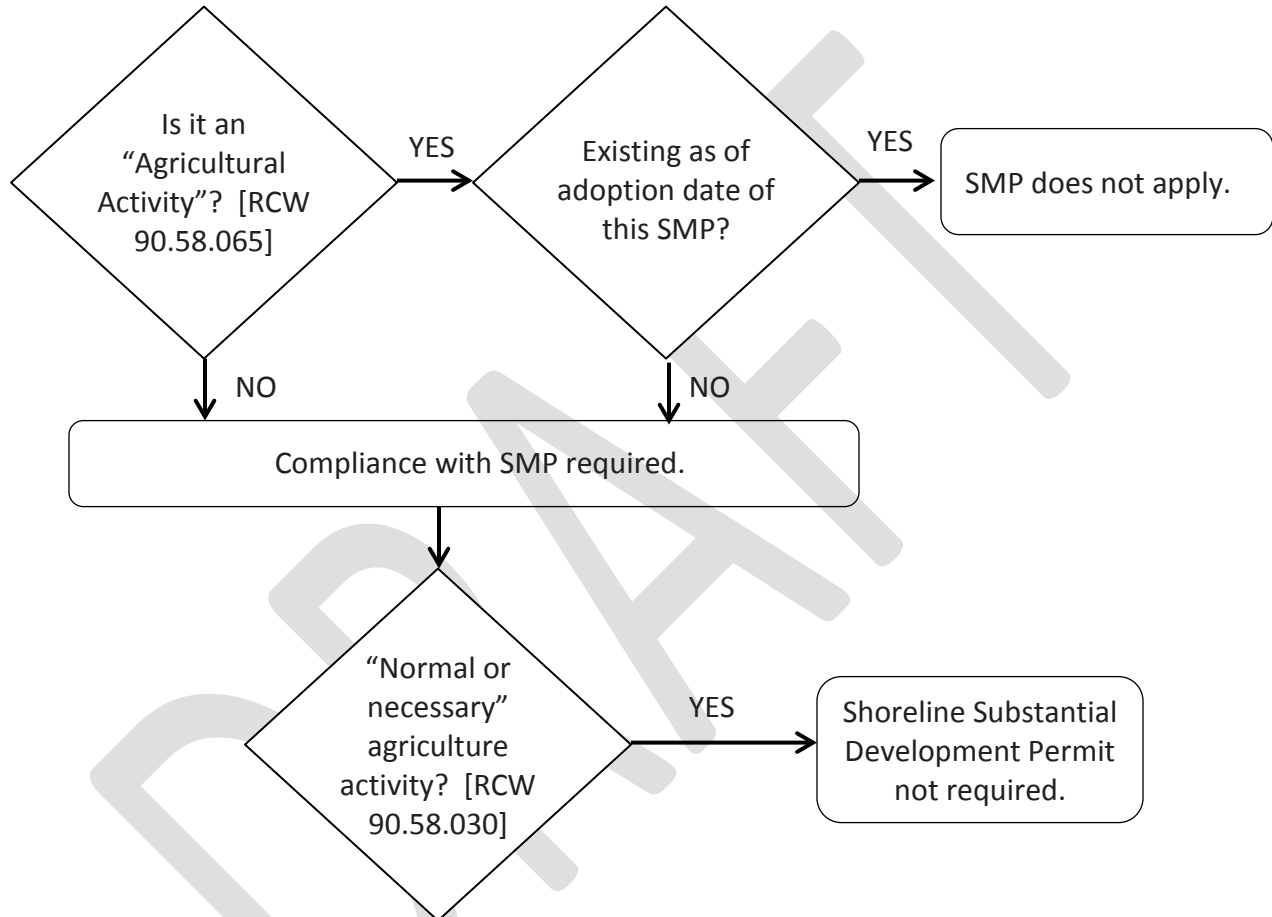 Is it an
“Agricultural
Activity”?  [RCW
90.58.065]
YES
Existing as of
adoption date of
this SMP?
YES
SMP does not apply.
NO
NO
Compliance with SMP required.
“Normal or
necessary”
agriculture
activity?  [RCW
90.58.030]
YES
Shoreline Substantial
Development Permit
not required.
DRAFT